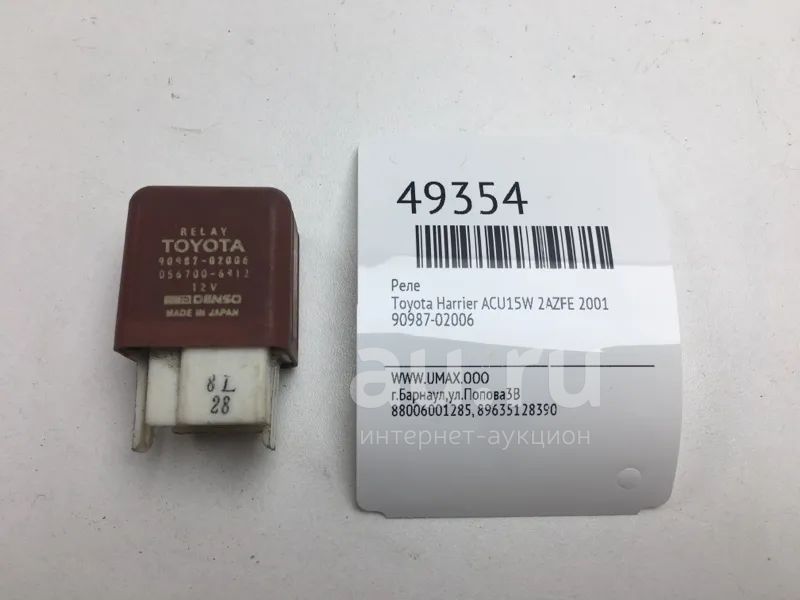 RELAY
TOYOTA
90987-02006
056700-6912
12V
DENSO
MADE IN JAPAN
8L
28
49354
Реле
Toyota Harrier ACU15W 2AZFE 2001
90987-02006
WWW.UMAX.OOO
г.Барнаул,ул.Попова3В
88006001285, 89635128390
au.ru
интернет-аукцион